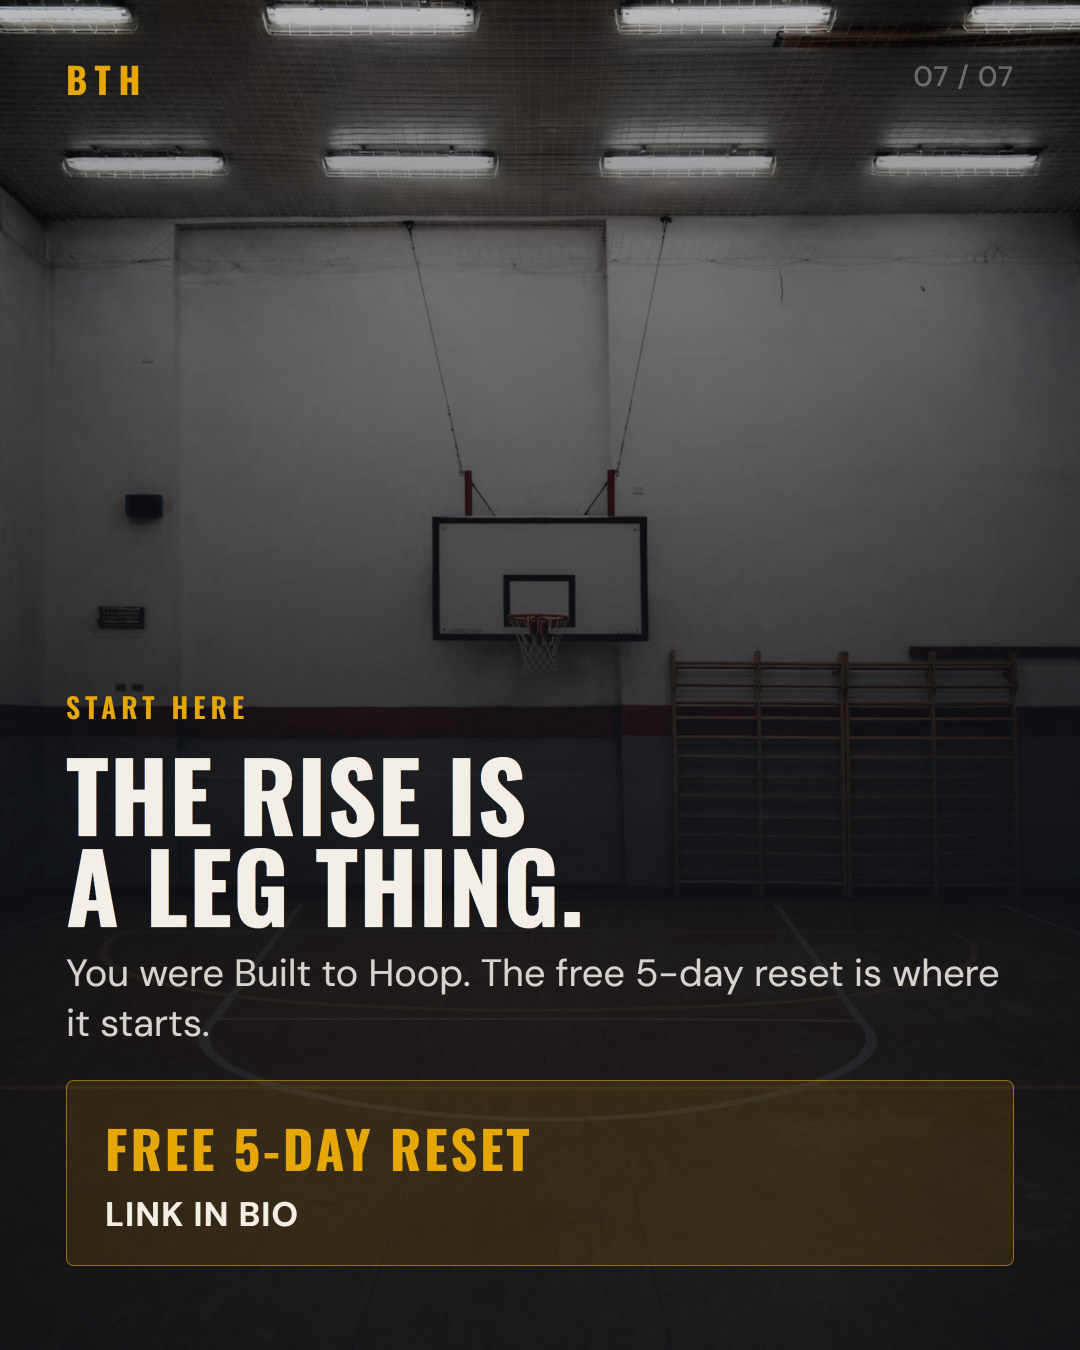 BTH
07 / 07
START HERE
THE RISE IS
A LEG THING.
You were Built to Hoop. The free 5-day reset is where
it starts.
FREE 5-DAY RESET
LINK IN BIO